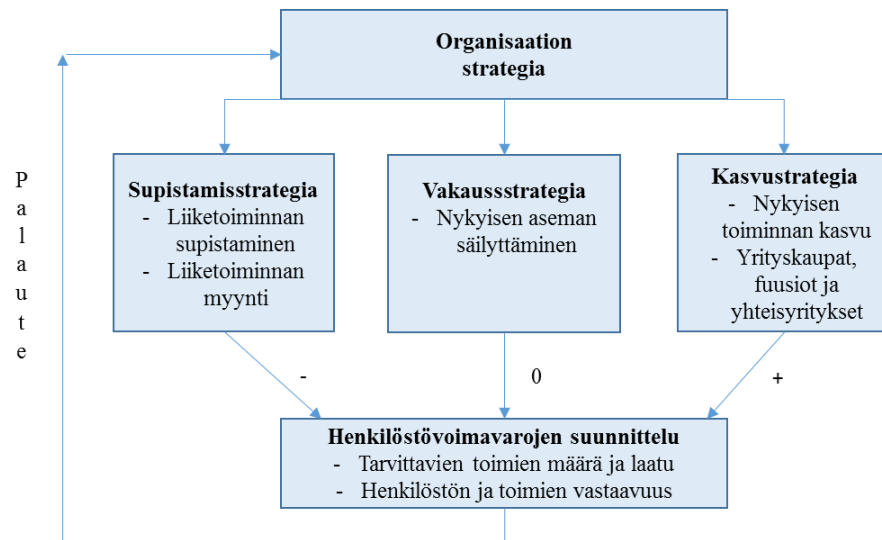 Organisaation
strategia
Palaute
Supistamisstrategia
- Liiketoiminnan
supistaminen
- Liiketoiminnan
myynti
Vakaussstrategia
- Nykyisen aseman
säilyttäminen
Kasvustrategia
- Nykyisen
toiminnan kasvu
- Yrityskaupat,
fuusiot ja
yhteisyritykset
-
0
+
Henkilöstövoimavarojen suunnittelu
- Tarvittavien toimien määrä ja laatu
- Henkilöstön ja toimien vastaavuus